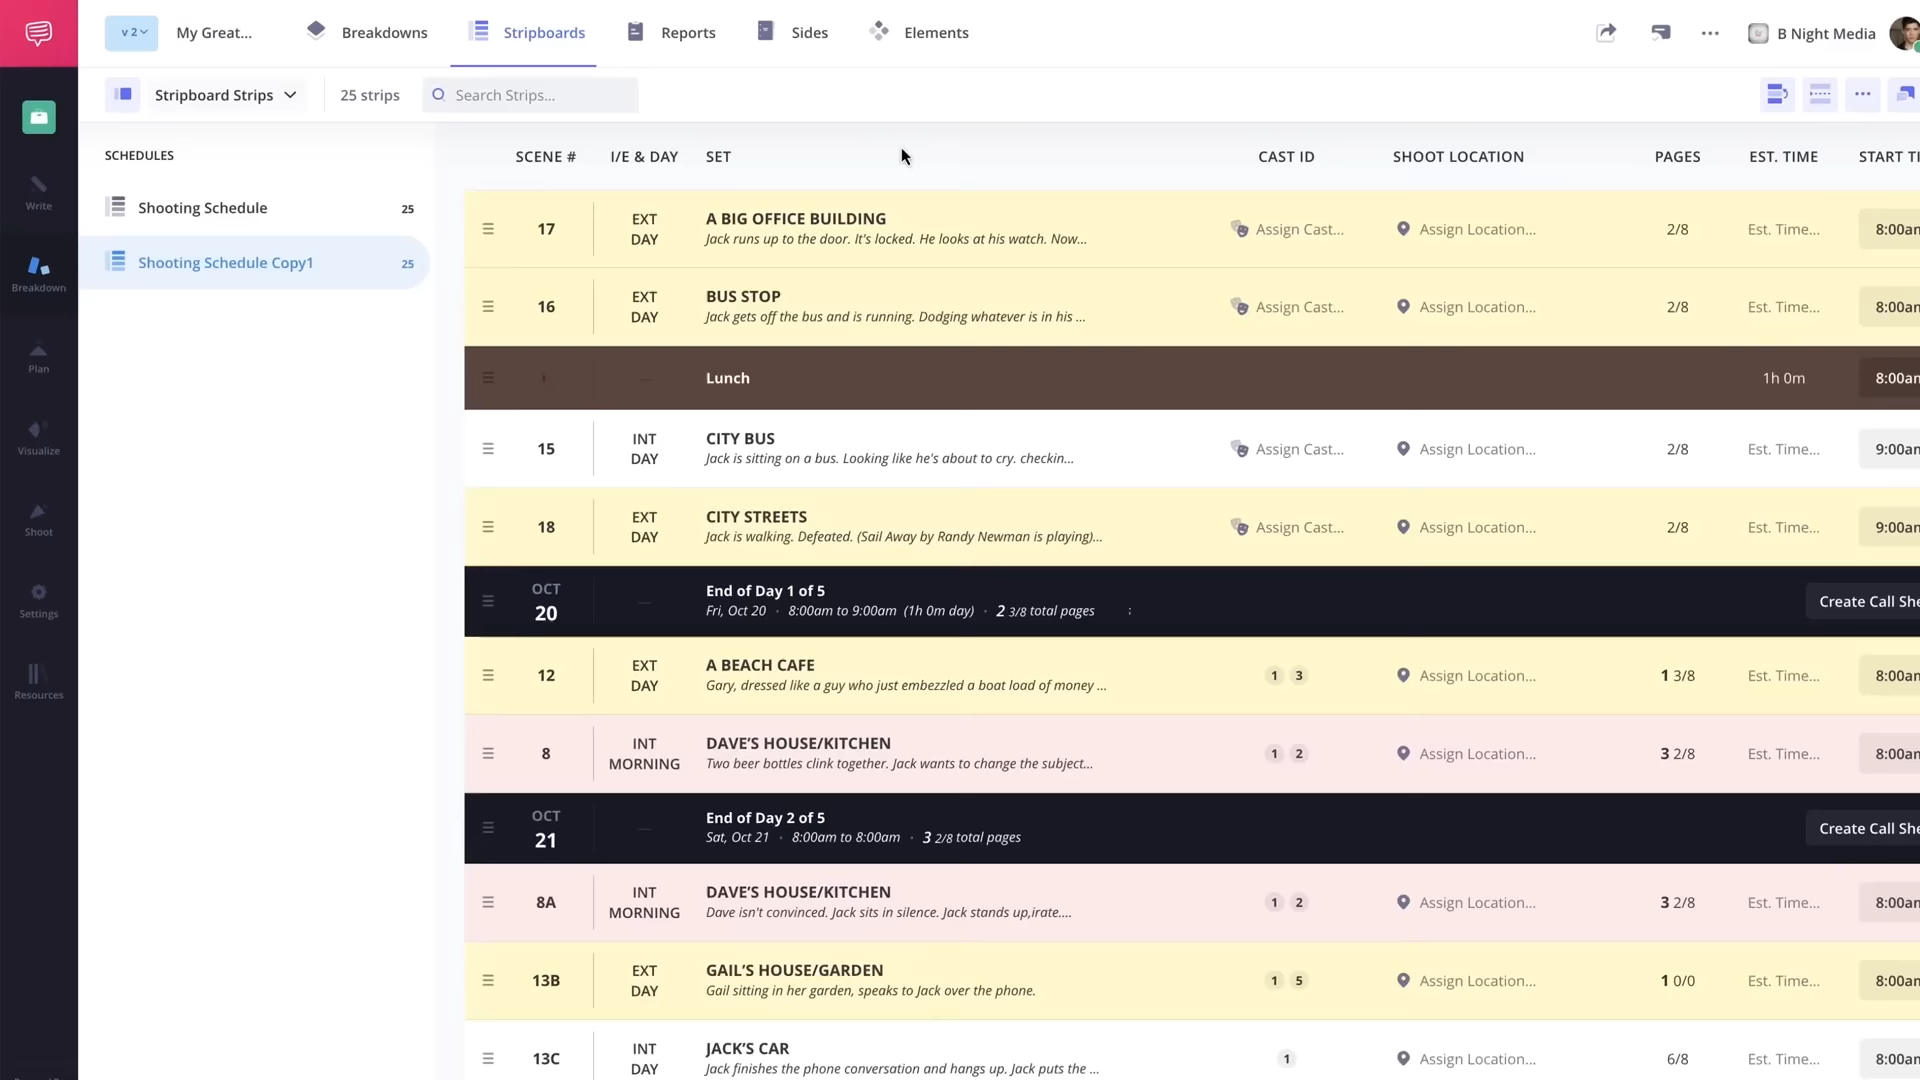 v 2
My Great...
Breakdowns
Stripboards
Reports
Sides
Elements
B Night Media
Stripboard Strips
25 strips
Search Strips...
SCHEDULES
Shooting Schedule
25
Shooting Schedule Copy1
25
Write
Breakdown
Plan
Visualize
Shoot
Settings
Resources
SCENE # I/E & DAY SET CAST ID SHOOT LOCATION PAGES EST. TIME START TI
17
EXT
DAY
A BIG OFFICE BUILDING
Jack runs up to the door. It's locked. He looks at his watch. Now...
Assign Cast... Assign Location... 2/8 Est. Time... 8:00am
16
EXT
DAY
BUS STOP
Jack gets off the bus and is running. Dodging whatever is in his ...
Assign Cast... Assign Location... 2/8 Est. Time... 8:00am
Lunch 1h 0m 8:00am
15
INT
DAY
CITY BUS
Jack is sitting on a bus. Looking like he's about to cry. checkin...
Assign Cast... Assign Location... 2/8 Est. Time... 9:00am
18
EXT
DAY
CITY STREETS
Jack is walking. Defeated. (Sail Away by Randy Newman is playing)...
Assign Cast... Assign Location... 2/8 Est. Time... 9:00am
OCT
20
End of Day 1 of 5
Fri, Oct 20 • 8:00am to 9:00am (1h 0m day) • 2 3/8 total pages
Create Call She
12
EXT
DAY
A BEACH CAFE
Gary, dressed like a guy who just embezzled a boat load of money ...
1 3 Assign Location... 1 3/8 Est. Time... 8:00am
8
INT
MORNING
DAVE'S HOUSE/KITCHEN
Two beer bottles clink together. Jack wants to change the subject...
1 2 Assign Location... 3 2/8 Est. Time... 8:00am
OCT
21
End of Day 2 of 5
Sat, Oct 21 • 8:00am to 8:00am • 3 2/8 total pages
Create Call She
8A
INT
MORNING
DAVE'S HOUSE/KITCHEN
Dave isn't convinced. Jack sits in silence. Jack stands up,irate....
1 2 Assign Location... 3 2/8 Est. Time... 8:00am
13B
EXT
DAY
GAIL'S HOUSE/GARDEN
Gail sitting in her garden, speaks to Jack over the phone.
1 5 Assign Location... 1 0/0 Est. Time... 8:00am
13C
INT
DAY
JACK'S CAR
Jack finishes the phone conversation and hangs up. Jack puts the ...
1 Assign Location... 6/8 Est. Time... 8:00am